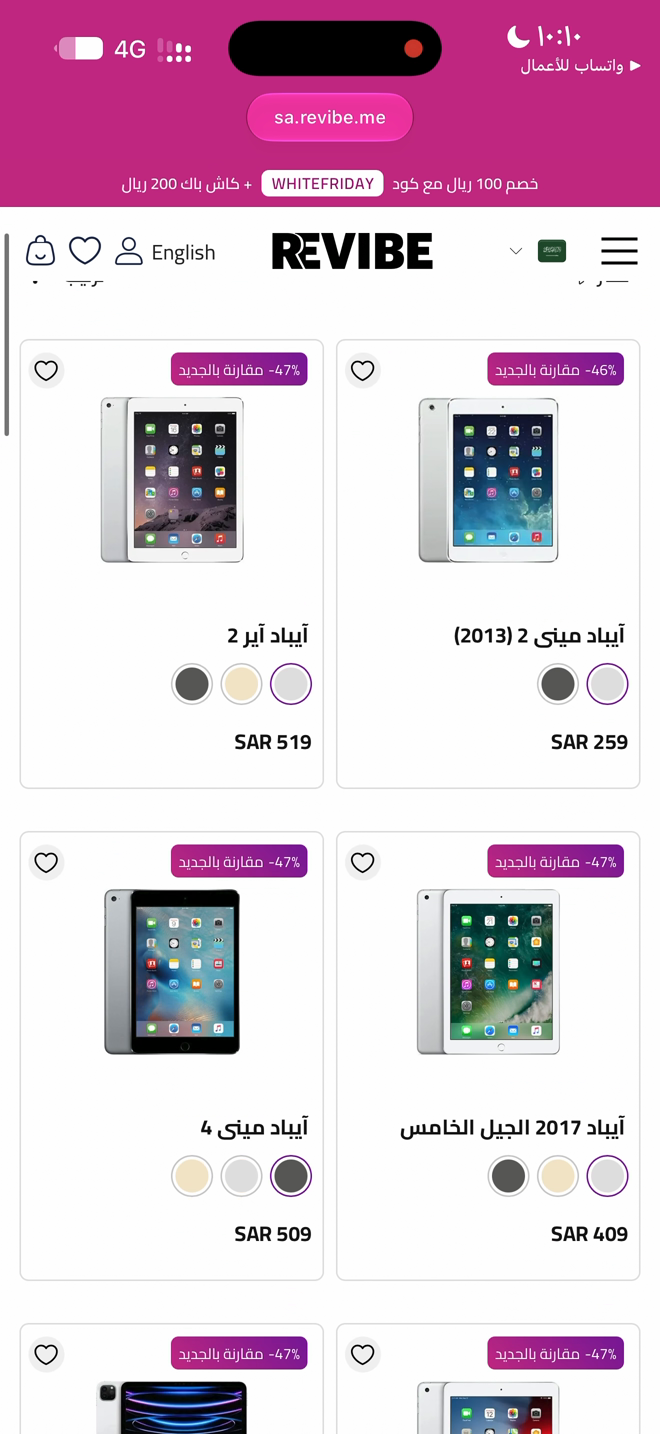 ١٠:١٠
4G
واتساب للأعمال
sa.revibe.me
خصم 100 ريال مع كود WHITEFRIDAY + كاش باك 200 ريال
REVIBE
English
-46% مقارنة بالجديد
آيباد ميني 2 (2013)
SAR 259
-47% مقارنة بالجديد
آيباد آير 2
SAR 519
-47% مقارنة بالجديد
آيباد 2017 الجيل الخامس
SAR 409
-47% مقارنة بالجديد
آيباد ميني 4
SAR 509
-47% مقارنة بالجديد
-47% مقارنة بالجديد